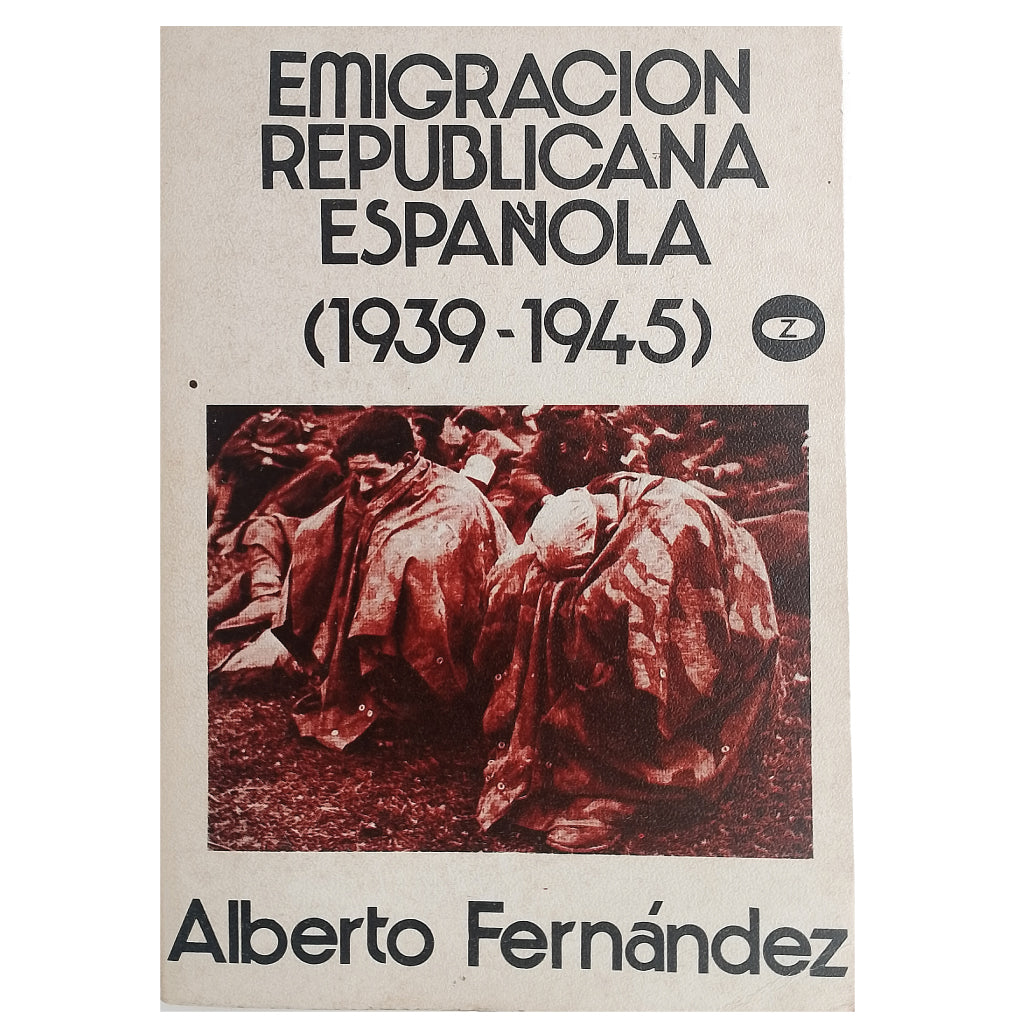 EMIGRACION
REPUBLICANA
ESPAÑOLA
(1939-1945)
Z
Alberto Fernández